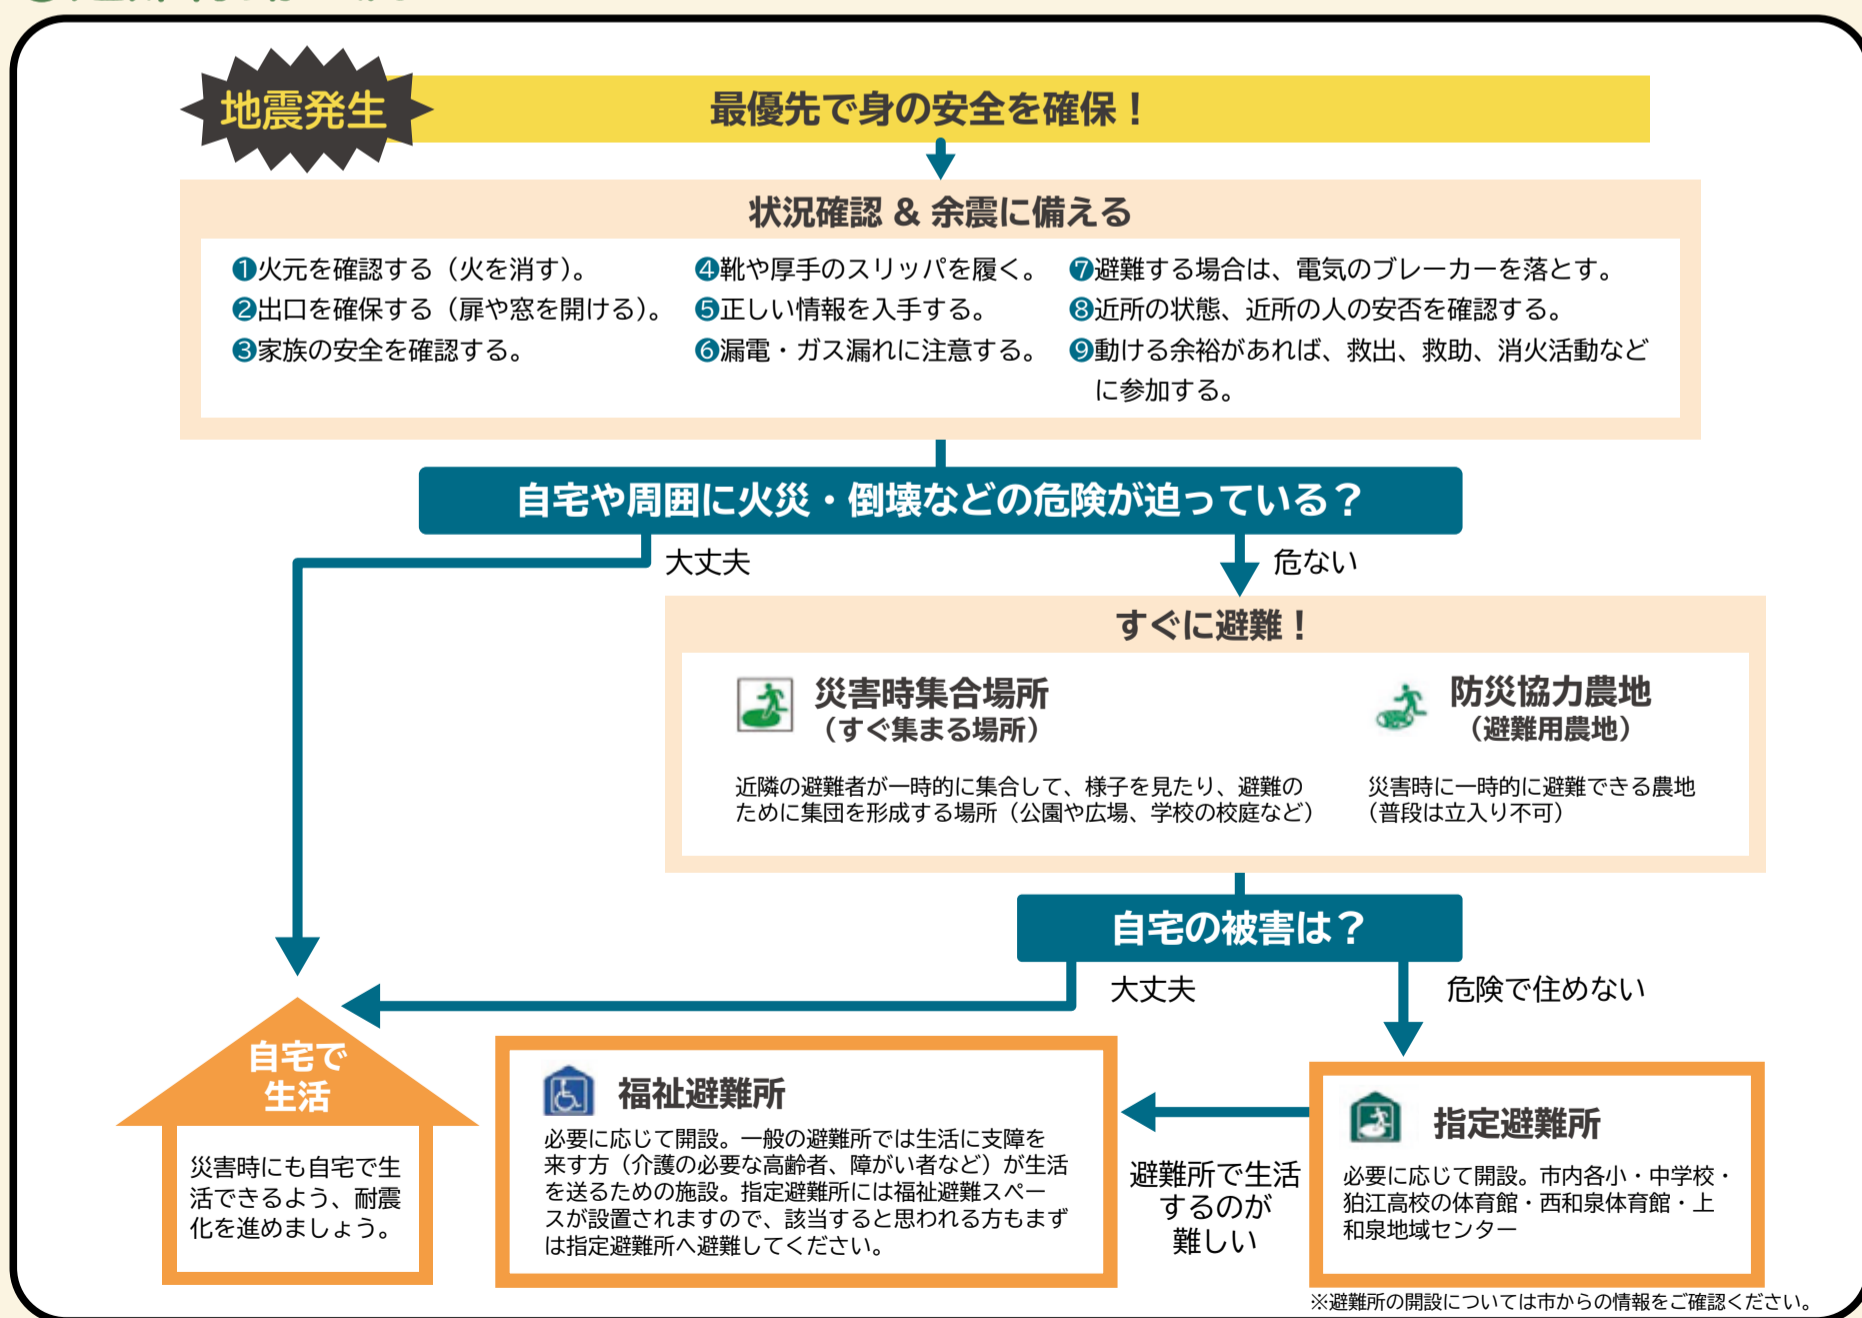 地震発生
最優先で身の安全を確保！
状況確認 & 余震に備える
❶火元を確認する（火を消す）。
❷出口を確保する（扉や窓を開ける）。
❸家族の安全を確認する。
❹靴や厚手のスリッパを履く。
❺正しい情報を入手する。
❻漏電・ガス漏れに注意する。
❼避難する場合は、電気のブレーカーを落とす。
❽近所の状態、近所の人の安否を確認する。
❾動ける余裕があれば、救出、救助、消火活動など
に参加する。
自宅や周囲に火災・倒壊などの危険が迫っている？
大丈夫
危ない
すぐに避難！
災害時集合場所
（すぐ集まる場所）
近隣の避難者が一時的に集合して、様子を見たり、避難の
ために集団を形成する場所（公園や広場、学校の校庭など）
防災協力農地
（避難用農地）
災害時に一時的に避難できる農地
（普段は立入り不可）
自宅の被害は？
大丈夫
危険で住めない
自宅で
生活
災害時にも自宅で生
活できるよう、耐震
化を進めましょう。
福祉避難所
必要に応じて開設。一般の避難所では生活に支障を
来す方（介護の必要な高齢者、障がい者など）が生活
を送るための施設。指定避難所には福祉避難スペー
スが設置されますので、該当すると思われる方もまず
は指定避難所へ避難してください。
避難所で生活
するのが
難しい
指定避難所
必要に応じて開設。市内各小・中学校・
狛江高校の体育館・西和泉体育館・上
和泉地域センター
※避難所の開設については市からの情報をご確認ください。